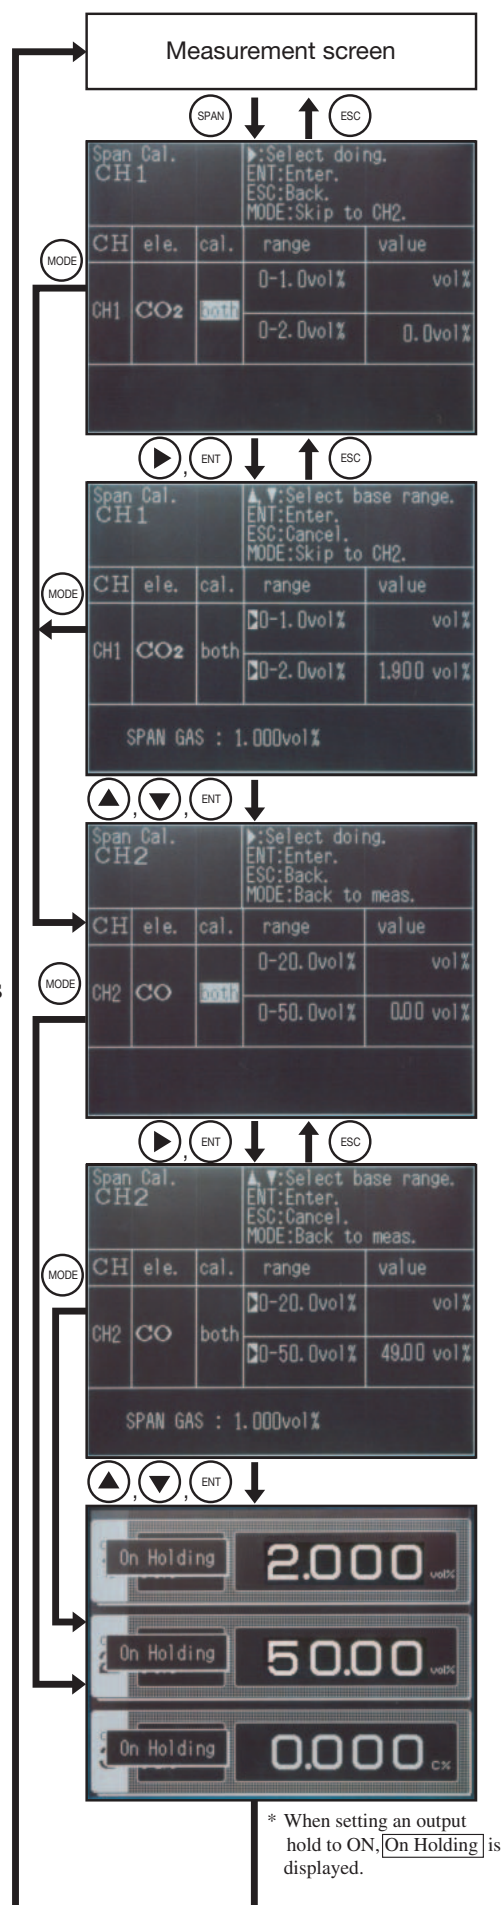 Measurement screen
SPAN
ESC
Span Cal.
CH1
▶:Select doing.
ENT:Enter.
ESC:Back.
MODE:Skip to CH2.
MODE
CH ele. cal. range value
0-1.0vol% vol%
CH1 CO2 both
0-2.0vol% 0.0vol%
▶, ENT
ESC
Span Cal.
CH1
▲,▼:Select base range.
ENT:Enter.
ESC:Cancel.
MODE:Skip to CH2.
MODE
CH ele. cal. range value
▶0-1.0vol% vol%
CH1 CO2 both
▶0-2.0vol% 1.900 vol%
SPAN GAS : 1.000vol%
▲, ▼, ENT
Span Cal.
CH2
▶:Select doing.
ENT:Enter.
ESC:Back.
MODE:Back to meas.
CH ele. cal. range value
0-20.0vol% vol%
MODE
CH2 CO both
0-50.0vol% 0.00 vol%
▶, ENT
ESC
Span Cal.
CH2
▲,▼:Select base range.
ENT:Enter.
ESC:Cancel.
MODE:Back to meas.
MODE
CH ele. cal. range value
▶0-20.0vol% vol%
CH2 CO both
▶0-50.0vol% 49.00 vol%
SPAN GAS : 1.000vol%
▲, ▼, ENT
On Holding 2.000 vol%
On Holding 50.00 vol%
On Holding 0.000 C%
* When setting an output
hold to ON, On Holding is
displayed.